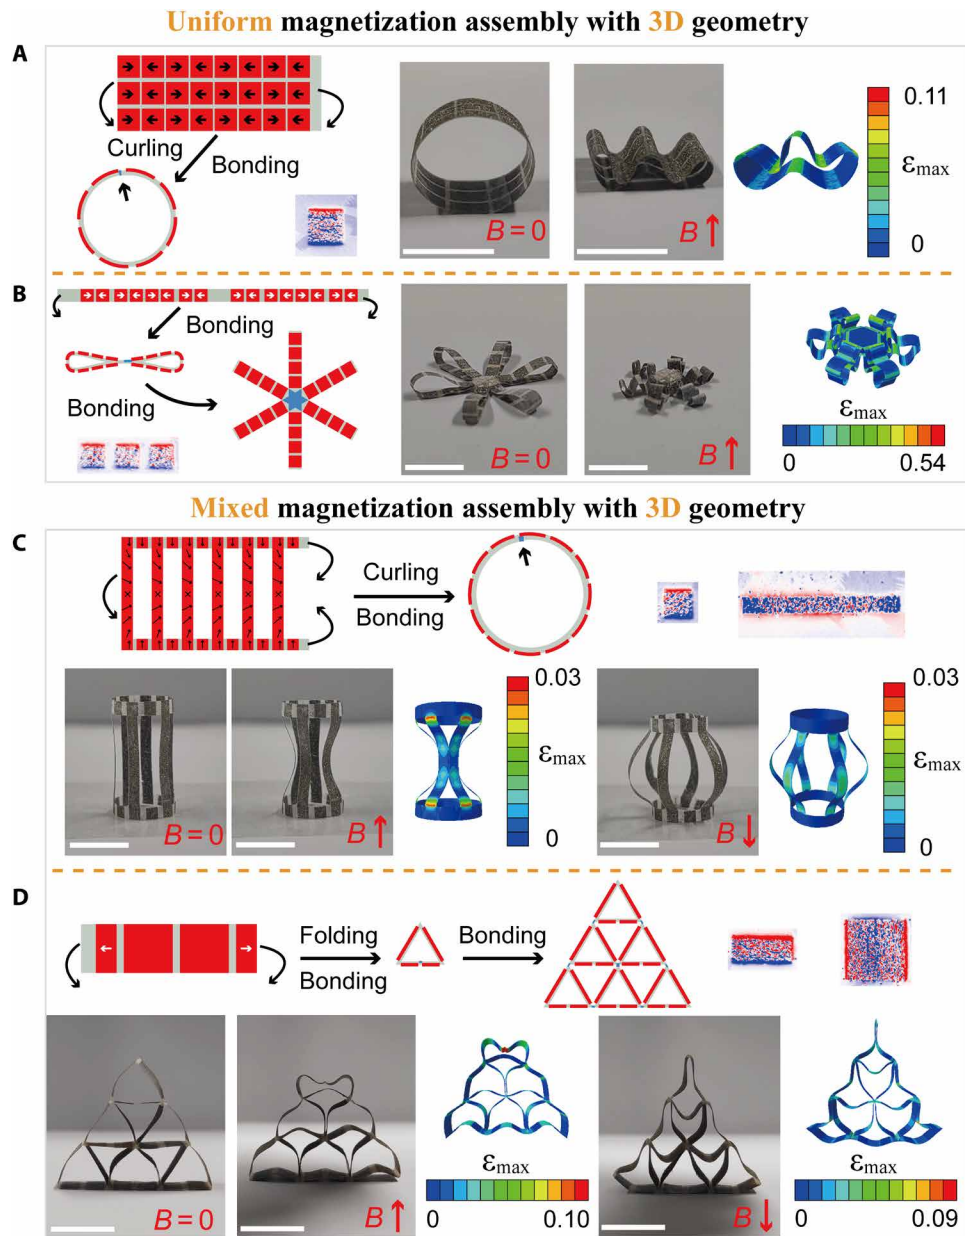 Uniform magnetization assembly with 3D geometry
A
Curling
Bonding
B = 0
B ↑
0.11
εmax
0
B
Bonding
Bonding
B = 0
B ↑
εmax
0 0.54
Mixed magnetization assembly with 3D geometry
C
Curling
Bonding
B = 0
B ↑
0.03
εmax
0
B ↓
0.03
εmax
0
D
Folding
Bonding
Bonding
B = 0
B ↑
εmax
0 0.10
B ↓
εmax
0 0.09